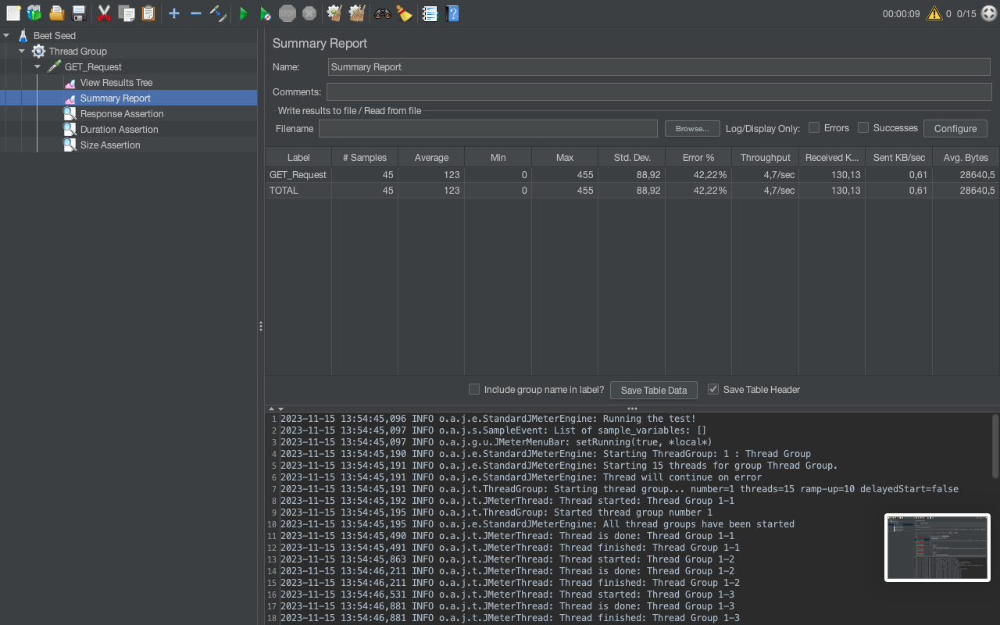 STOP
00:00:09 0 0/15
Beet Seed
Thread Group
GET_Request
View Results Tree
Summary Report
Response Assertion
Duration Assertion
Size Assertion
Summary Report
Name: Summary Report
Comments:
Write results to file / Read from file
Filename Browse... Log/Display Only: Errors Successes Configure
Label # Samples Average Min Max Std. Dev. Error % Throughput Received K... Sent KB/sec Avg. Bytes
GET_Request 45 123 0 455 88,92 42,22% 4,7/sec 130,13 0,61 28640,5
TOTAL 45 123 0 455 88,92 42,22% 4,7/sec 130,13 0,61 28640,5
Include group name in label? Save Table Data Save Table Header
1 2023-11-15 13:54:45,096 INFO o.a.j.e.StandardJMeterEngine: Running the test!
2 2023-11-15 13:54:45,097 INFO o.a.j.s.SampleEvent: List of sample_variables: []
3 2023-11-15 13:54:45,097 INFO o.a.j.g.u.JMeterMenuBar: setRunning(true, *local*)
4 2023-11-15 13:54:45,190 INFO o.a.j.e.StandardJMeterEngine: Starting ThreadGroup: 1 : Thread Group
5 2023-11-15 13:54:45,191 INFO o.a.j.e.StandardJMeterEngine: Starting 15 threads for group Thread Group.
6 2023-11-15 13:54:45,191 INFO o.a.j.e.StandardJMeterEngine: Thread will continue on error
7 2023-11-15 13:54:45,191 INFO o.a.j.t.ThreadGroup: Starting thread group... number=1 threads=15 ramp-up=10 delayedStart=false
8 2023-11-15 13:54:45,192 INFO o.a.j.t.JMeterThread: Thread started: Thread Group 1-1
9 2023-11-15 13:54:45,195 INFO o.a.j.t.ThreadGroup: Started thread group number 1
10 2023-11-15 13:54:45,195 INFO o.a.j.e.StandardJMeterEngine: All thread groups have been started
11 2023-11-15 13:54:45,490 INFO o.a.j.t.JMeterThread: Thread is done: Thread Group 1-1
12 2023-11-15 13:54:45,491 INFO o.a.j.t.JMeterThread: Thread finished: Thread Group 1-1
13 2023-11-15 13:54:45,863 INFO o.a.j.t.JMeterThread: Thread started: Thread Group 1-2
14 2023-11-15 13:54:46,211 INFO o.a.j.t.JMeterThread: Thread is done: Thread Group 1-2
15 2023-11-15 13:54:46,211 INFO o.a.j.t.JMeterThread: Thread finished: Thread Group 1-2
16 2023-11-15 13:54:46,531 INFO o.a.j.t.JMeterThread: Thread started: Thread Group 1-3
17 2023-11-15 13:54:46,881 INFO o.a.j.t.JMeterThread: Thread is done: Thread Group 1-3
18 2023-11-15 13:54:46,881 INFO o.a.j.t.JMeterThread: Thread finished: Thread Group 1-3